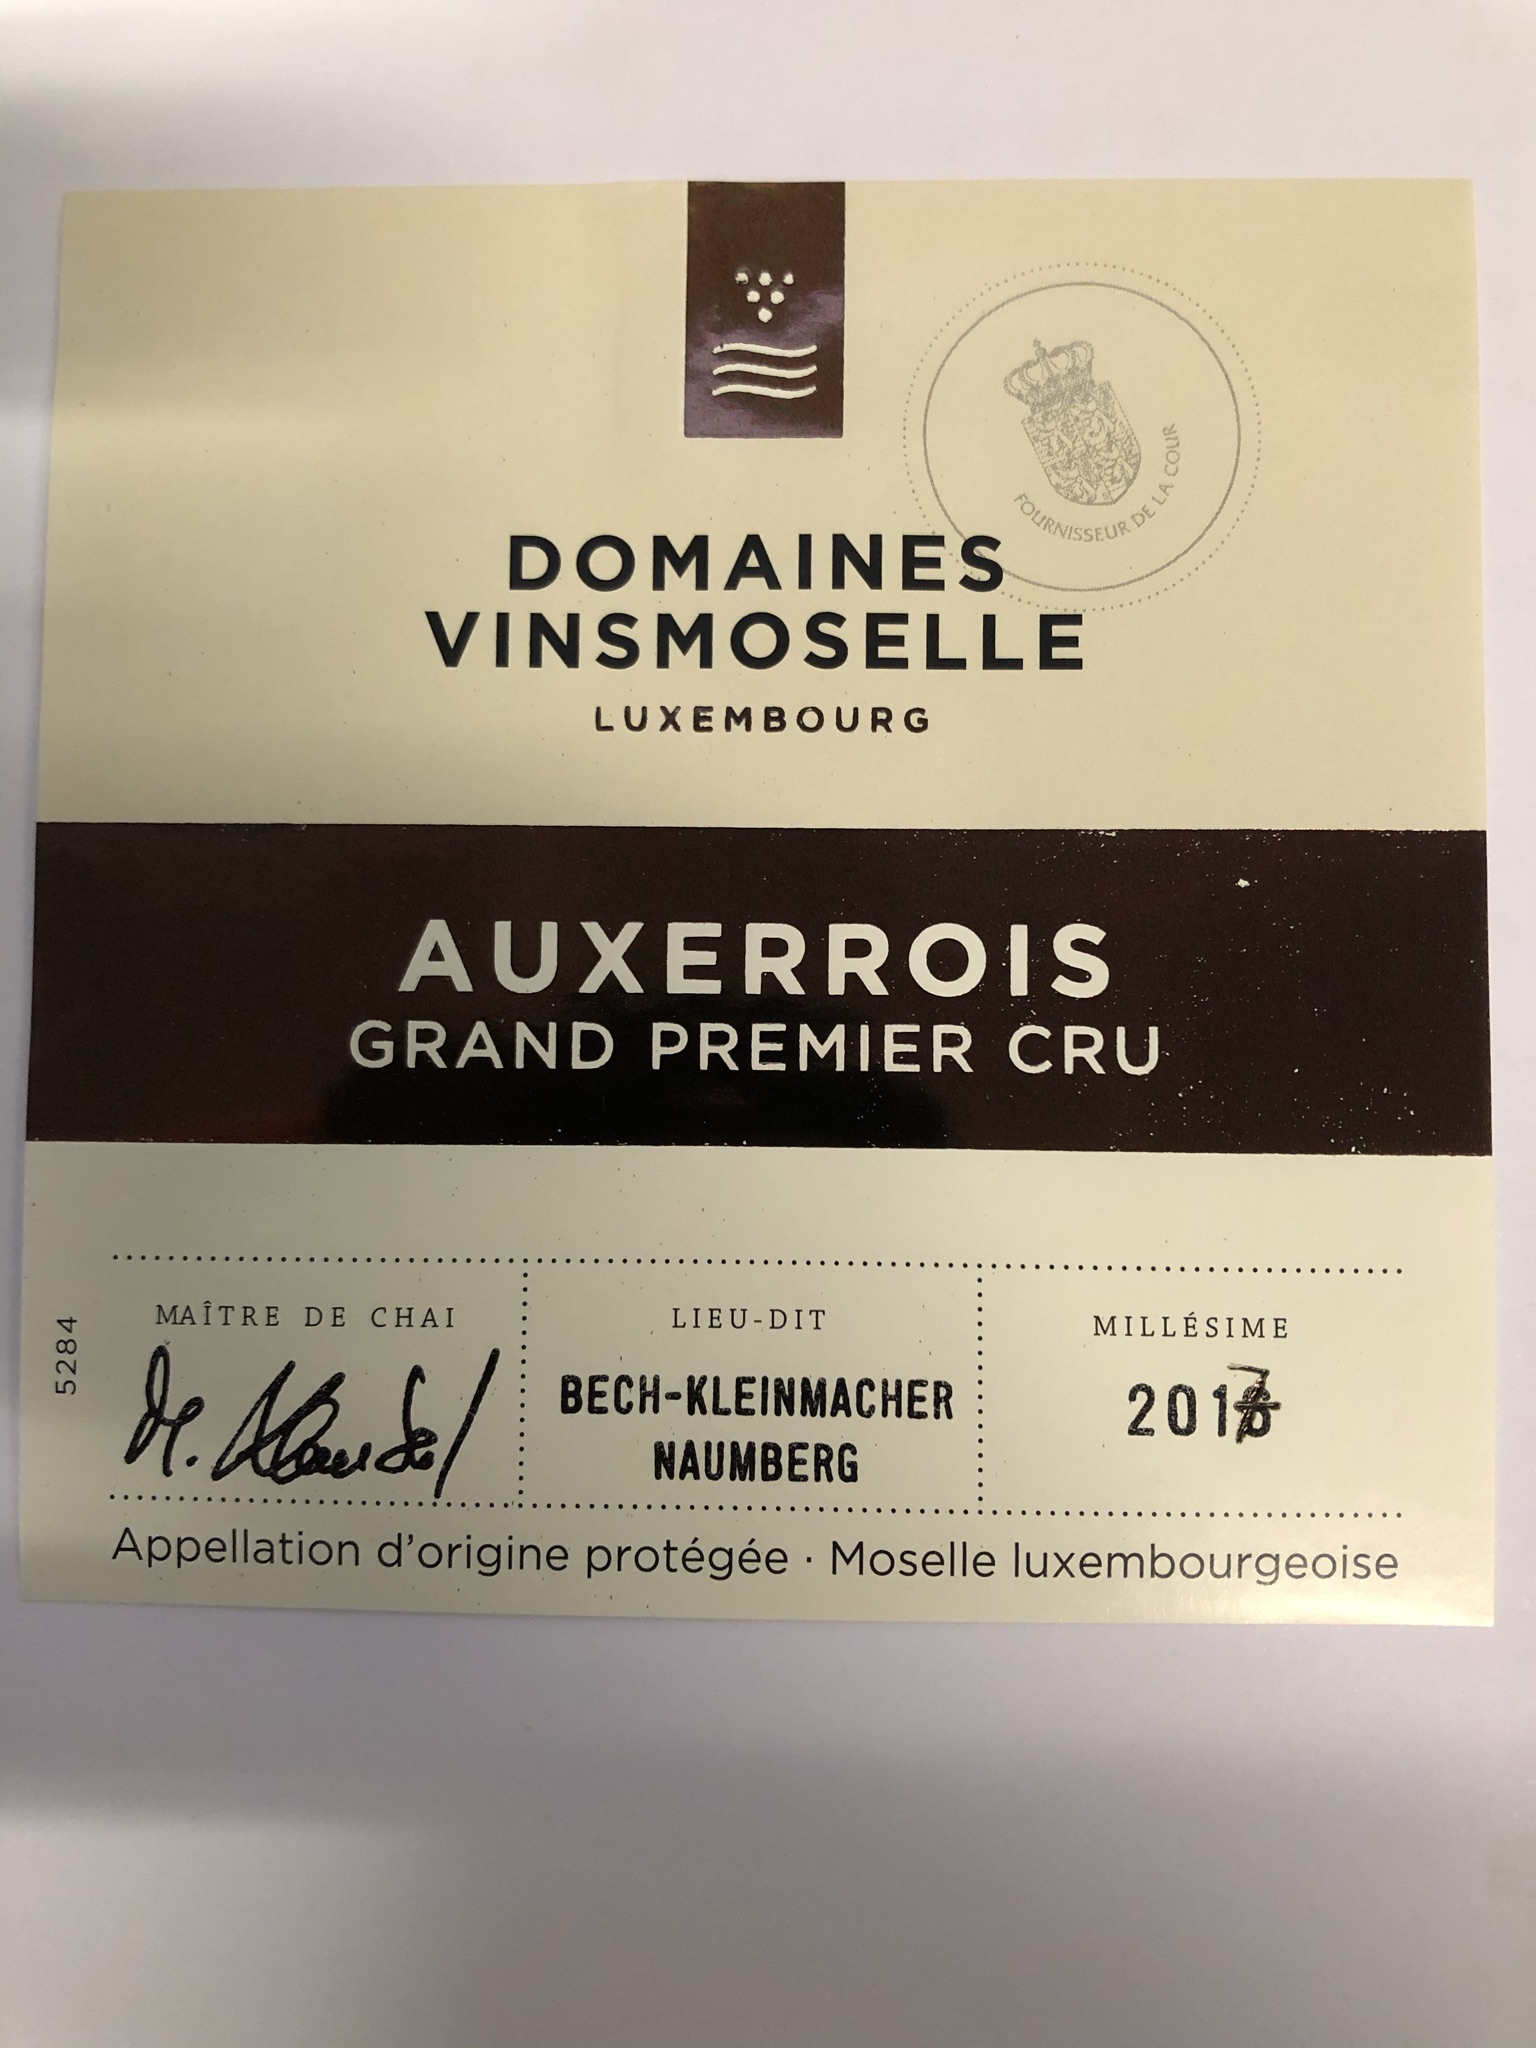 FOURNISSEUR DE LA COUR
DOMAINES
VINSMOSELLE
LUXEMBOURG
AUXERROIS
GRAND PREMIER CRU
5284
MAÎTRE DE CHAI
LIEU-DIT
BECH-KLEINMACHER
NAUMBERG
MILLÉSIME
2017
Appellation d'origine protégée · Moselle luxembourgeoise